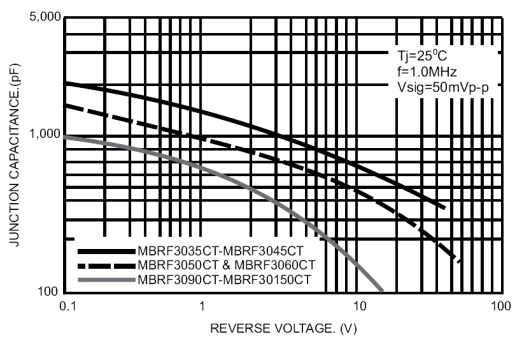 5,000
Tj=25⁰C
f=1.0MHz
Vsig=50mVp-p
JUNCTION CAPACITANCE.(pF)
1,000
MBRF3035CT-MBRF3045CT
MBRF3050CT & MBRF3060CT
MBRF3090CT-MBRF30150CT
100
0.1
1
10
100
REVERSE VOLTAGE. (V)